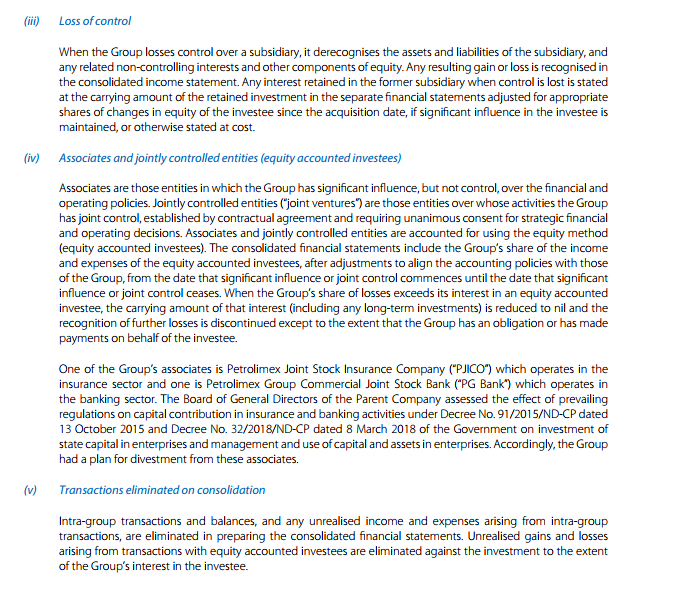 (iii) Loss of control
When the Group losses control over a subsidiary, it derecognises the assets and liabilities of the subsidiary, and
any related non-controlling interests and other components of equity. Any resulting gain or loss is recognised in
the consolidated income statement. Any interest retained in the former subsidiary when control is lost is stated
at the carrying amount of the retained investment in the separate financial statements adjusted for appropriate
shares of changes in equity of the investee since the acquisition date, if significant influence in the investee is
maintained, or otherwise stated at cost.
(iv) Associates and jointly controlled entities (equity accounted investees)
Associates are those entities in which the Group has significant influence, but not control, over the financial and
operating policies. Jointly controlled entities (“joint ventures”) are those entities over whose activities the Group
has joint control, established by contractual agreement and requiring unanimous consent for strategic financial
and operating decisions. Associates and jointly controlled entities are accounted for using the equity method
(equity accounted investees). The consolidated financial statements include the Group’s share of the income
and expenses of the equity accounted investees, after adjustments to align the accounting policies with those
of the Group, from the date that significant influence or joint control commences until the date that significant
influence or joint control ceases. When the Group’s share of losses exceeds its interest in an equity accounted
investee, the carrying amount of that interest (including any long-term investments) is reduced to nil and the
recognition of further losses is discontinued except to the extent that the Group has an obligation or has made
payments on behalf of the investee.
One of the Group’s associates is Petrolimex Joint Stock Insurance Company (“PJICO”) which operates in the
insurance sector and one is Petrolimex Group Commercial Joint Stock Bank (“PG Bank”) which operates in
the banking sector. The Board of General Directors of the Parent Company assessed the effect of prevailing
regulations on capital contribution in insurance and banking activities under Decree No. 91/2015/ND-CP dated
13 October 2015 and Decree No. 32/2018/ND-CP dated 8 March 2018 of the Government on investment of
state capital in enterprises and management and use of capital and assets in enterprises. Accordingly, the Group
had a plan for divestment from these associates.
(v) Transactions eliminated on consolidation
Intra-group transactions and balances, and any unrealised income and expenses arising from intra-group
transactions, are eliminated in preparing the consolidated financial statements. Unrealised gains and losses
arising from transactions with equity accounted investees are eliminated against the investment to the extent
of the Group’s interest in the investee.